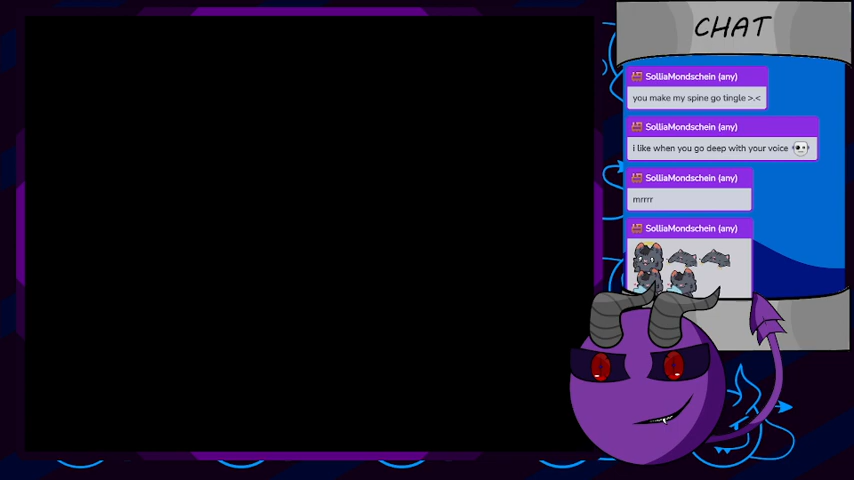 CHAT
SolliaMondschein (any)
you make my spine go tingle >.<
SolliaMondschein (any)
i like when you go deep with your voice
SolliaMondschein (any)
mrrrr
SolliaMondschein (any)